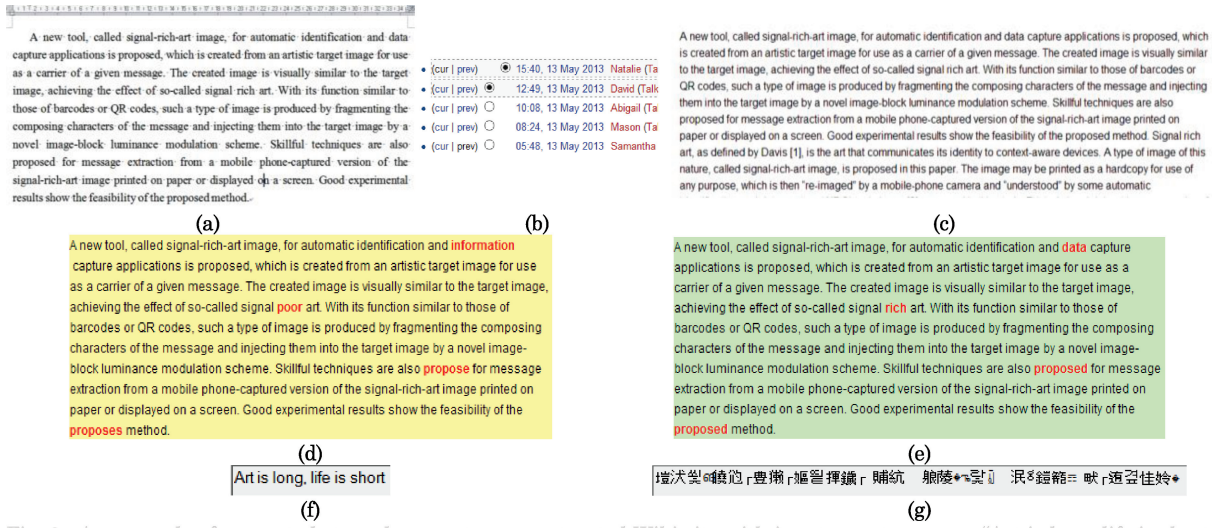 A new tool, called signal-rich-art image, for automatic identification and data
capture applications is proposed, which is created from an artistic target image for use
as a carrier of a given message. The created image is visually similar to the target
image, achieving the effect of so-called signal rich art. With its function similar to
those of barcodes or QR codes, such a type of image is produced by fragmenting the
composing characters of the message and injecting them into the target image by a
novel image-block luminance modulation scheme. Skillful techniques are also
proposed for message extraction from a mobile phone-captured version of the
signal-rich-art image printed on paper or displayed on a screen. Good experimental
results show the feasibility of the proposed method.
(a)
(cur | prev) 15:40, 13 May 2013 Natalie (Ta
(cur | prev) 12:49, 13 May 2013 David (Talk
(cur | prev) 10:08, 13 May 2013 Abigail (Ta
(cur | prev) 08:24, 13 May 2013 Mason (Tal
(cur | prev) 05:48, 13 May 2013 Samantha
(b)
A new tool, called signal-rich-art image, for automatic identification and data capture applications is proposed, which
is created from an artistic target image for use as a carrier of a given message. The created image is visually similar
to the target image, achieving the effect of so-called signal rich art. With its function similar to those of barcodes or
QR codes, such a type of image is produced by fragmenting the composing characters of the message and injecting
them into the target image by a novel image-block luminance modulation scheme. Skillful techniques are also
proposed for message extraction from a mobile phone-captured version of the signal-rich-art image printed on
paper or displayed on a screen. Good experimental results show the feasibility of the proposed method. Signal rich
art, as defined by Davis [1], is the art that communicates its identity to context-aware devices. A type of image of this
nature, called signal-rich-art image, is proposed in this paper. The image may be printed as a hardcopy for use of
any purpose, which is then "re-imaged" by a mobile-phone camera and "understood" by some automatic
(c)
A new tool, called signal-rich-art image, for automatic identification and information
capture applications is proposed, which is created from an artistic target image for use
as a carrier of a given message. The created image is visually similar to the target image,
achieving the effect of so-called signal poor art. With its function similar to those of
barcodes or QR codes, such a type of image is produced by fragmenting the composing
characters of the message and injecting them into the target image by a novel image-
block luminance modulation scheme. Skillful techniques are also propose for message
extraction from a mobile phone-captured version of the signal-rich-art image printed on
paper or displayed on a screen. Good experimental results show the feasibility of the
proposes method.
(d)
A new tool, called signal-rich-art image, for automatic identification and data capture
applications is proposed, which is created from an artistic target image for use as a
carrier of a given message. The created image is visually similar to the target image,
achieving the effect of so-called signal rich art. With its function similar to those of
barcodes or QR codes, such a type of image is produced by fragmenting the composing
characters of the message and injecting them into the target image by a novel image-
block luminance modulation scheme. Skillful techniques are also proposed for message
extraction from a mobile phone-captured version of the signal-rich-art image printed on
paper or displayed on a screen. Good experimental results show the feasibility of the
proposed method.
(e)
Art is long, life is short
(f)
(g)